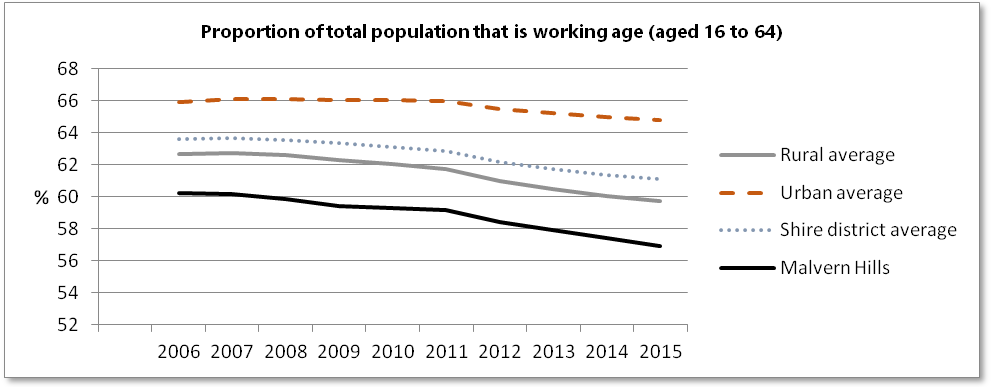 Proportion of total population that is working age (aged 16 to 64)
68
66
64
62
60
58
56
54
52
%
2006 2007 2008 2009 2010 2011 2012 2013 2014 2015
Rural average
Urban average
Shire district average
Malvern Hills